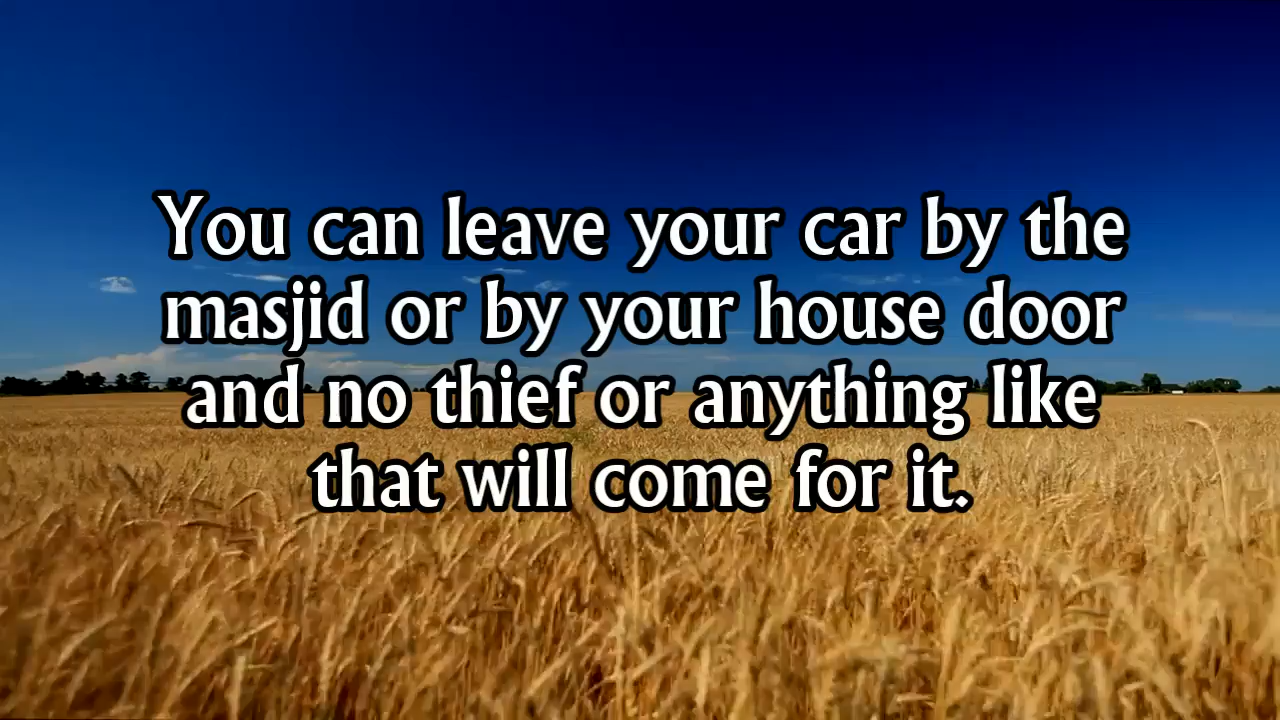 You can leave your car by the
masjid or by your house door
and no thief or anything like
that will come for it.